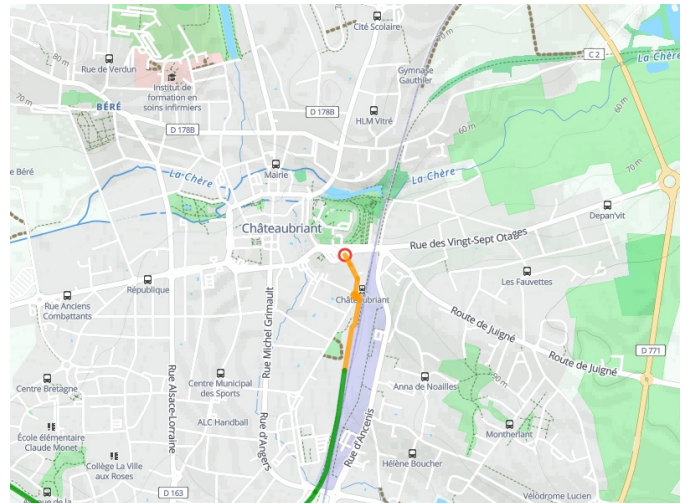 Cité Scolaire
Rue de Verdun
80 m
C 2
La-Chère
Gymnase
Gauthier
Institut de
formation en
soins infirmiers
70 m
BÉRÉ
D 178B
HLM Vitré
D 178B
60 m
60 m
70 m
de Béré
La-Chère
Mairie
La-Chère
Depan'vit
Châteaubriant
Rue des Vingt-Sept Otages
République
Les Fauvettes
Châteaubriant
Rue Anciens
Combattants
Rue Michel Grimault
Route de Juigné
Route de Juigné
D 771
Centre Bretagne
Centre Municipal
des Sports
Anna de Noailles
Rue Alsace-Lorraine
ALC Handball
Rue d'Angers
Rue d'Ancenis
Montherlant
École élémentaire
Claude Monet
Collège La Ville
aux Roses
Hélène Boucher
D 163
Vélodrome Lucien